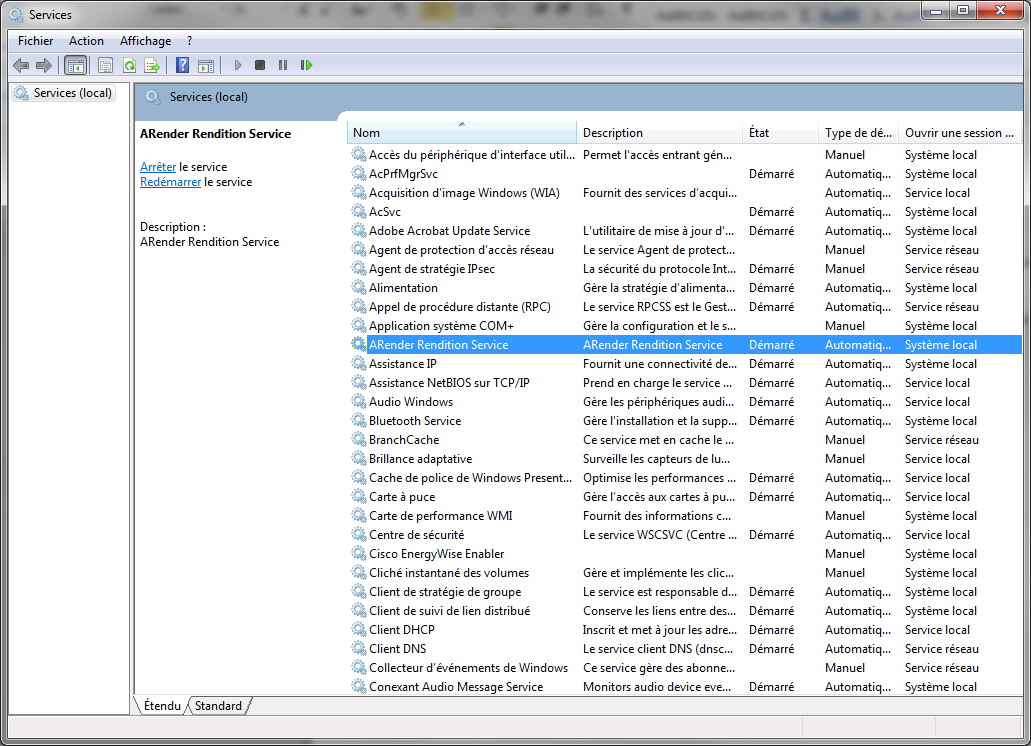 Services
Fichier Action Affichage ?
Services (local)
Services (local)
ARender Rendition Service
Arrêter le service
Redémarrer le service
Description :
ARender Rendition Service
Nom Description État Type de dé... Ouvrir une session ...
Accès du périphérique d'interface util... Permet l'accès entrant gén... Manuel Système local
AcPrfMgrSvc Démarré Automatiq... Système local
Acquisition d'image Windows (WIA) Fournit des services d'acqui... Manuel Service local
AcSvc Démarré Automatiq... Système local
Adobe Acrobat Update Service L'utilitaire de mise à jour d'... Démarré Automatiq... Système local
Agent de protection d'accès réseau Le service Agent de protect... Manuel Service réseau
Agent de stratégie IPsec La sécurité du protocole Int... Démarré Manuel Service réseau
Alimentation Gère la stratégie d'alimenta... Démarré Automatiq... Système local
Appel de procédure distante (RPC) Le service RPCSS est le Gest... Démarré Automatiq... Service réseau
Application système COM+ Gère la configuration et le s... Manuel Système local
ARender Rendition Service ARender Rendition Service Démarré Automatiq... Système local
Assistance IP Fournit une connectivité de... Démarré Automatiq... Système local
Assistance NetBIOS sur TCP/IP Prend en charge le service ... Démarré Automatiq... Service local
Audio Windows Gère les périphériques audi... Démarré Automatiq... Service local
Bluetooth Service Gère l'installation et la supp... Démarré Automatiq... Système local
BranchCache Ce service met en cache le ... Manuel Service réseau
Brillance adaptative Surveille les capteurs de lu... Manuel Service local
Cache de police de Windows Present... Optimise les performances ... Démarré Automatiq... Service local
Carte à puce Gère l'accès aux cartes à pu... Démarré Automatiq... Service local
Carte de performance WMI Fournit des informations c... Manuel Système local
Centre de sécurité Le service WSCSVC (Centre ... Démarré Automatiq... Service local
Cisco EnergyWise Enabler Manuel Système local
Cliché instantané des volumes Gère et implémente les clic... Manuel Système local
Client de stratégie de groupe Le service est responsable d... Démarré Automatiq... Système local
Client de suivi de lien distribué Conserve les liens entre des... Démarré Automatiq... Système local
Client DHCP Inscrit et met à jour les adre... Démarré Automatiq... Service local
Client DNS Le service client DNS (dnsc... Démarré Automatiq... Service réseau
Collecteur d'événements de Windows Ce service gère des abonne... Manuel Service réseau
Conexant Audio Message Service Monitors audio device eve... Démarré Automatiq... Système local
Étendu Standard